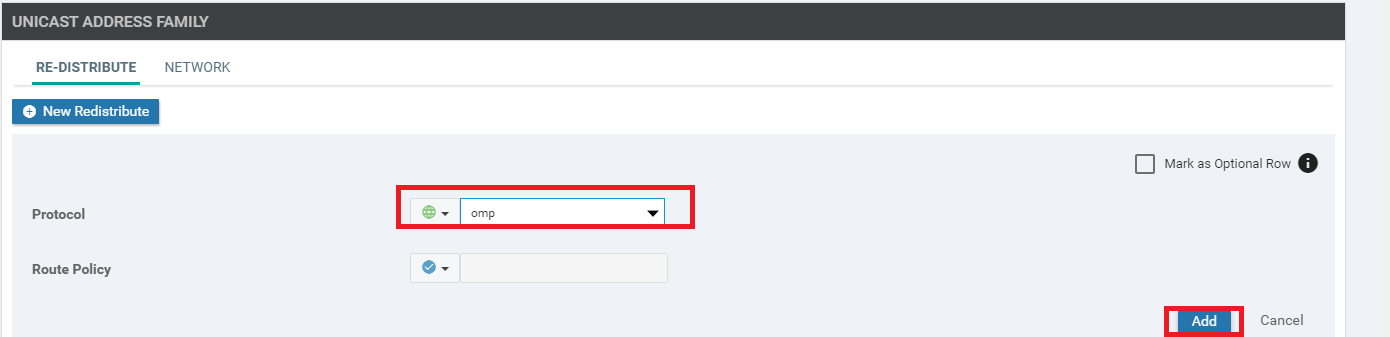 UNICAST ADDRESS FAMILY
RE-DISTRIBUTE NETWORK
New Redistribute
Mark as Optional Row i
Protocol omp
Route Policy
Add Cancel